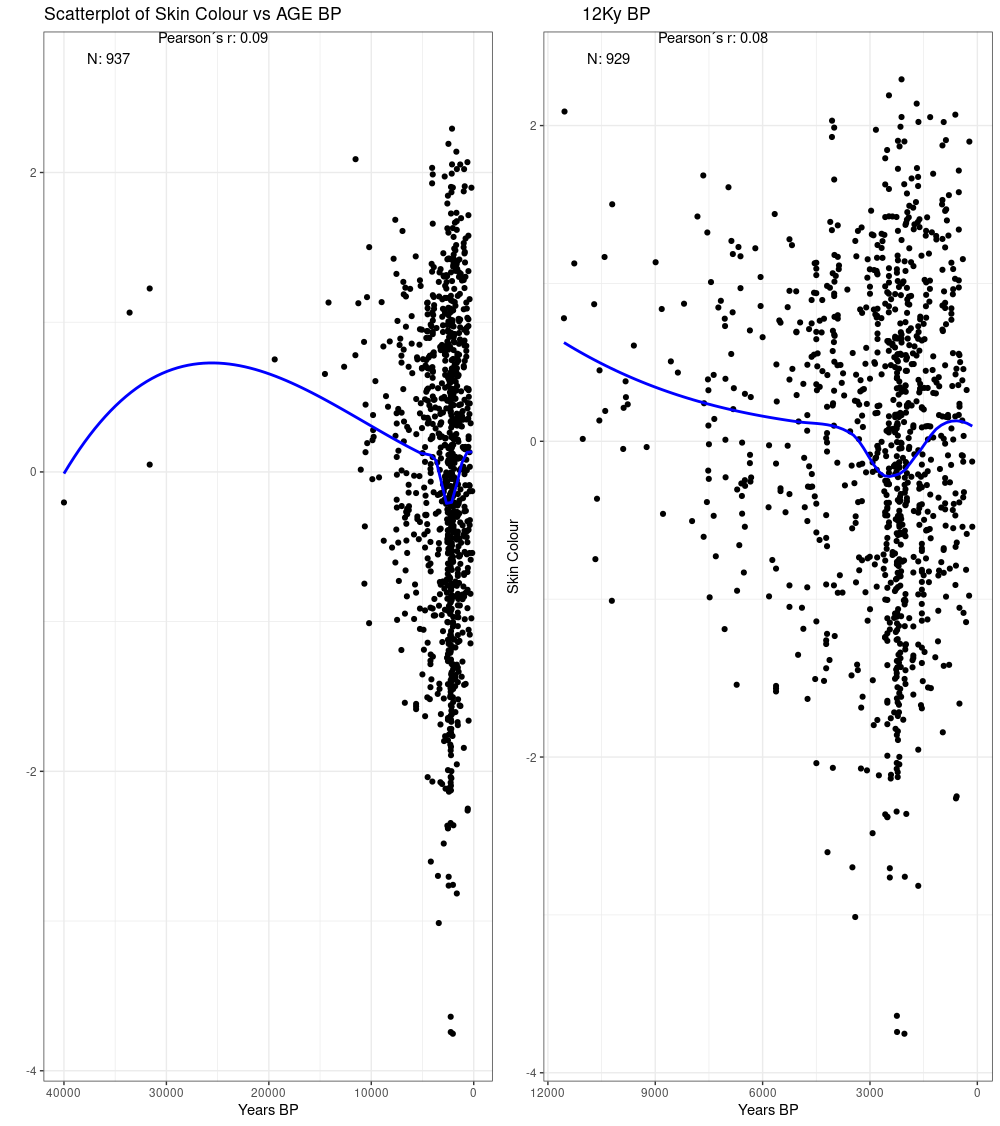 Scatterplot of Skin Colour vs AGE BP
Pearson´s r: 0.09
N: 937
2
0
-2
-4
40000 30000 20000 10000 0
Years BP
12Ky BP
Pearson´s r: 0.08
N: 929
Skin Colour
2
0
-2
-4
12000 9000 6000 3000 0
Years BP